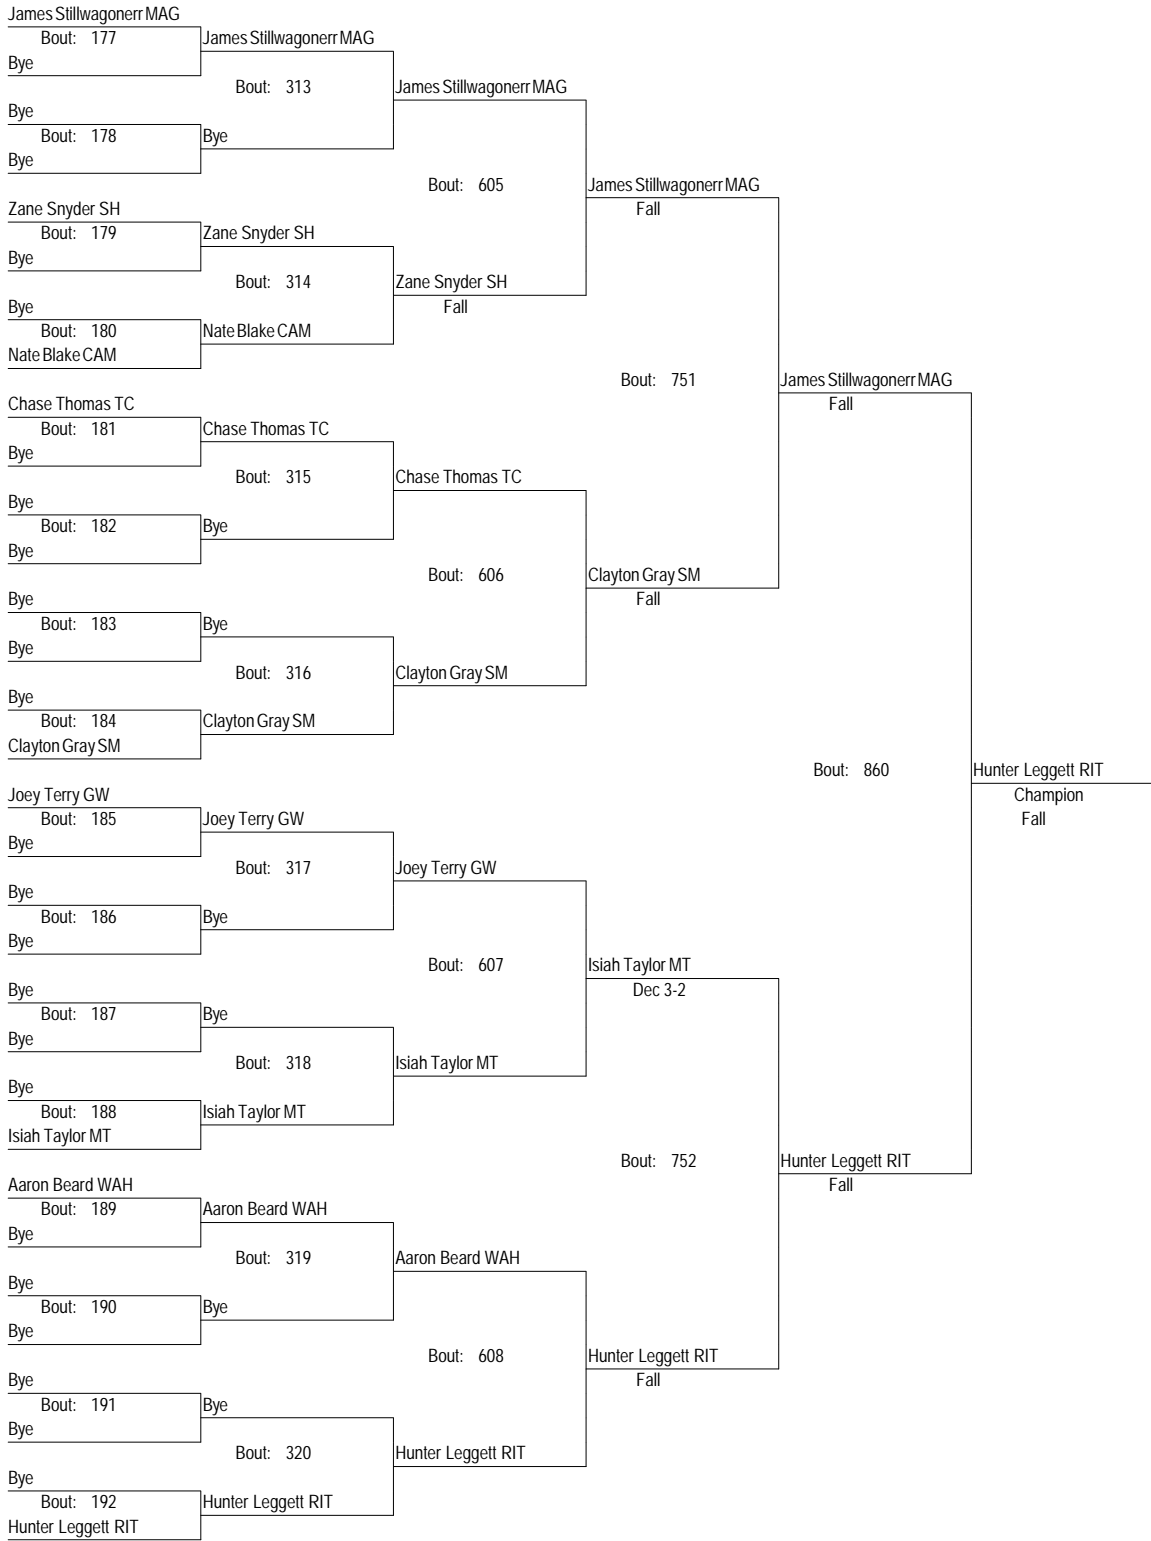 James Stillwagonerr MAG
Bout: 177
James Stillwagonerr MAG
Bye
Bout: 313
James Stillwagonerr MAG
Bye
Bout: 178
Bye
Bye
Bout: 605
James Stillwagonerr MAG
Fall
Zane Snyder SH
Bout: 179
Zane Snyder SH
Bye
Bout: 314
Zane Snyder SH
Fall
Bye
Bout: 180
Nate Blake CAM
Nate Blake CAM
Bout: 751
James Stillwagonerr MAG
Fall
Chase Thomas TC
Bout: 181
Chase Thomas TC
Bye
Bout: 315
Chase Thomas TC
Bye
Bout: 182
Bye
Bye
Bout: 606
Clayton Gray SM
Fall
Bye
Bout: 183
Bye
Bye
Bout: 316
Clayton Gray SM
Bye
Bout: 184
Clayton Gray SM
Clayton Gray SM
Bout: 860
Hunter Leggett RIT
Champion
Fall
Joey Terry GW
Bout: 185
Joey Terry GW
Bye
Bout: 317
Joey Terry GW
Bye
Bout: 186
Bye
Bye
Bout: 607
Isiah Taylor MT
Dec 3-2
Bye
Bout: 187
Bye
Bye
Bout: 318
Isiah Taylor MT
Bye
Bout: 188
Isiah Taylor MT
Isiah Taylor MT
Bout: 752
Hunter Leggett RIT
Fall
Aaron Beard WAH
Bout: 189
Aaron Beard WAH
Bye
Bout: 319
Aaron Beard WAH
Bye
Bout: 190
Bye
Bye
Bout: 608
Hunter Leggett RIT
Fall
Bye
Bout: 191
Bye
Bye
Bout: 320
Hunter Leggett RIT
Bye
Bout: 192
Hunter Leggett RIT
Hunter Leggett RIT